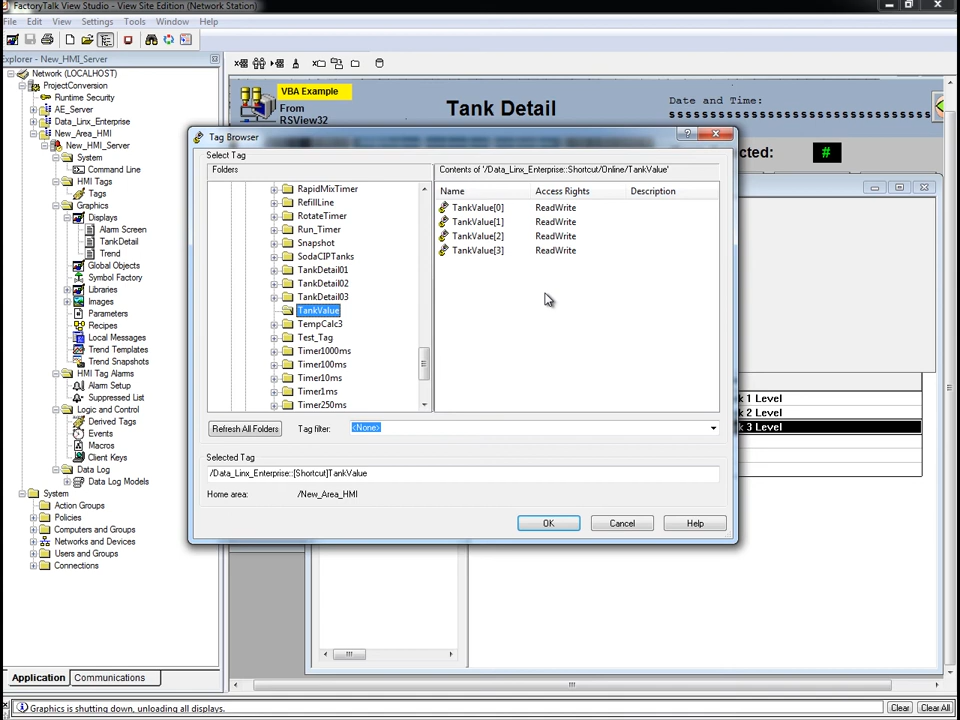 FactoryTalk View Studio - View Site Edition (Network Station)
File Edit View Settings Tools Window Help
Explorer - New_HMI_Server
Network (LOCALHOST)
ProjectConversion
Runtime Security
AE_Server
Data_Linx_Enterprise
New_Area_HMI
New_HMI_Server
System
Command Line
HMI Tags
Tags
Graphics
Displays
Alarm Screen
TankDetail
Trend
Global Objects
Symbol Factory
Libraries
Images
Parameters
Recipes
Local Messages
Trend Templates
Trend Snapshots
HMI Tag Alarms
Alarm Setup
Suppressed List
Logic and Control
Derived Tags
Events
Macros
Client Keys
Data Log
Data Log Models
System
Action Groups
Policies
Computers and Groups
Networks and Devices
Users and Groups
Connections
Application Communications
VBA Example
From
RSView32
Tank Detail
Date and Time:
sssssssssssssssssssssssssssss
cted: #
Tag Browser
Select Tag
Folders
RapidMixTimer
RefillLine
RotateTimer
Run_Timer
Snapshot
SodaCIPTanks
TankDetail01
TankDetail02
TankDetail03
TankValue
TempCalc3
Test_Tag
Timer1000ms
Timer100ms
Timer10ms
Timer1ms
Timer250ms
Contents of '/Data_Linx_Enterprise::Shortcut/Online/TankValue'
Name Access Rights Description
TankValue[0] ReadWrite
TankValue[1] ReadWrite
TankValue[2] ReadWrite
TankValue[3] ReadWrite
Refresh All Folders Tag filter: <None>
Selected Tag
/Data_Linx_Enterprise::[Shortcut]TankValue
Home area: /New_Area_HMI
OK Cancel Help
k 1 Level
k 2 Level
k 3 Level
Graphics is shutting down, unloading all displays.
Clear Clear All